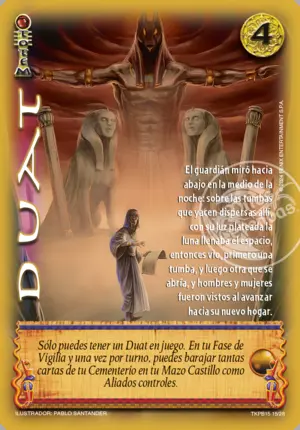 TOTEM
4
DUAT
El guardián miró hacia
abajo en la medio de la
noche: sobre las tumbas
que yacen dispersas allí,
con su luz plateada la
luna llenaba el espacio,
entonces vio, primero una
tumba, y luego otra que se
abría, y hombres y mujeres
fueron vistos al avanzar
hacia su nuevo hogar.
Sólo puedes tener un Duat en juego. En tu Fase de
Vigilia y una vez por turno, puedes barajar tantas
cartas de tu Cementerio en tu Mazo Castillo como
Aliados controles.
ILUSTRADOR: PABLO SANTANDER.